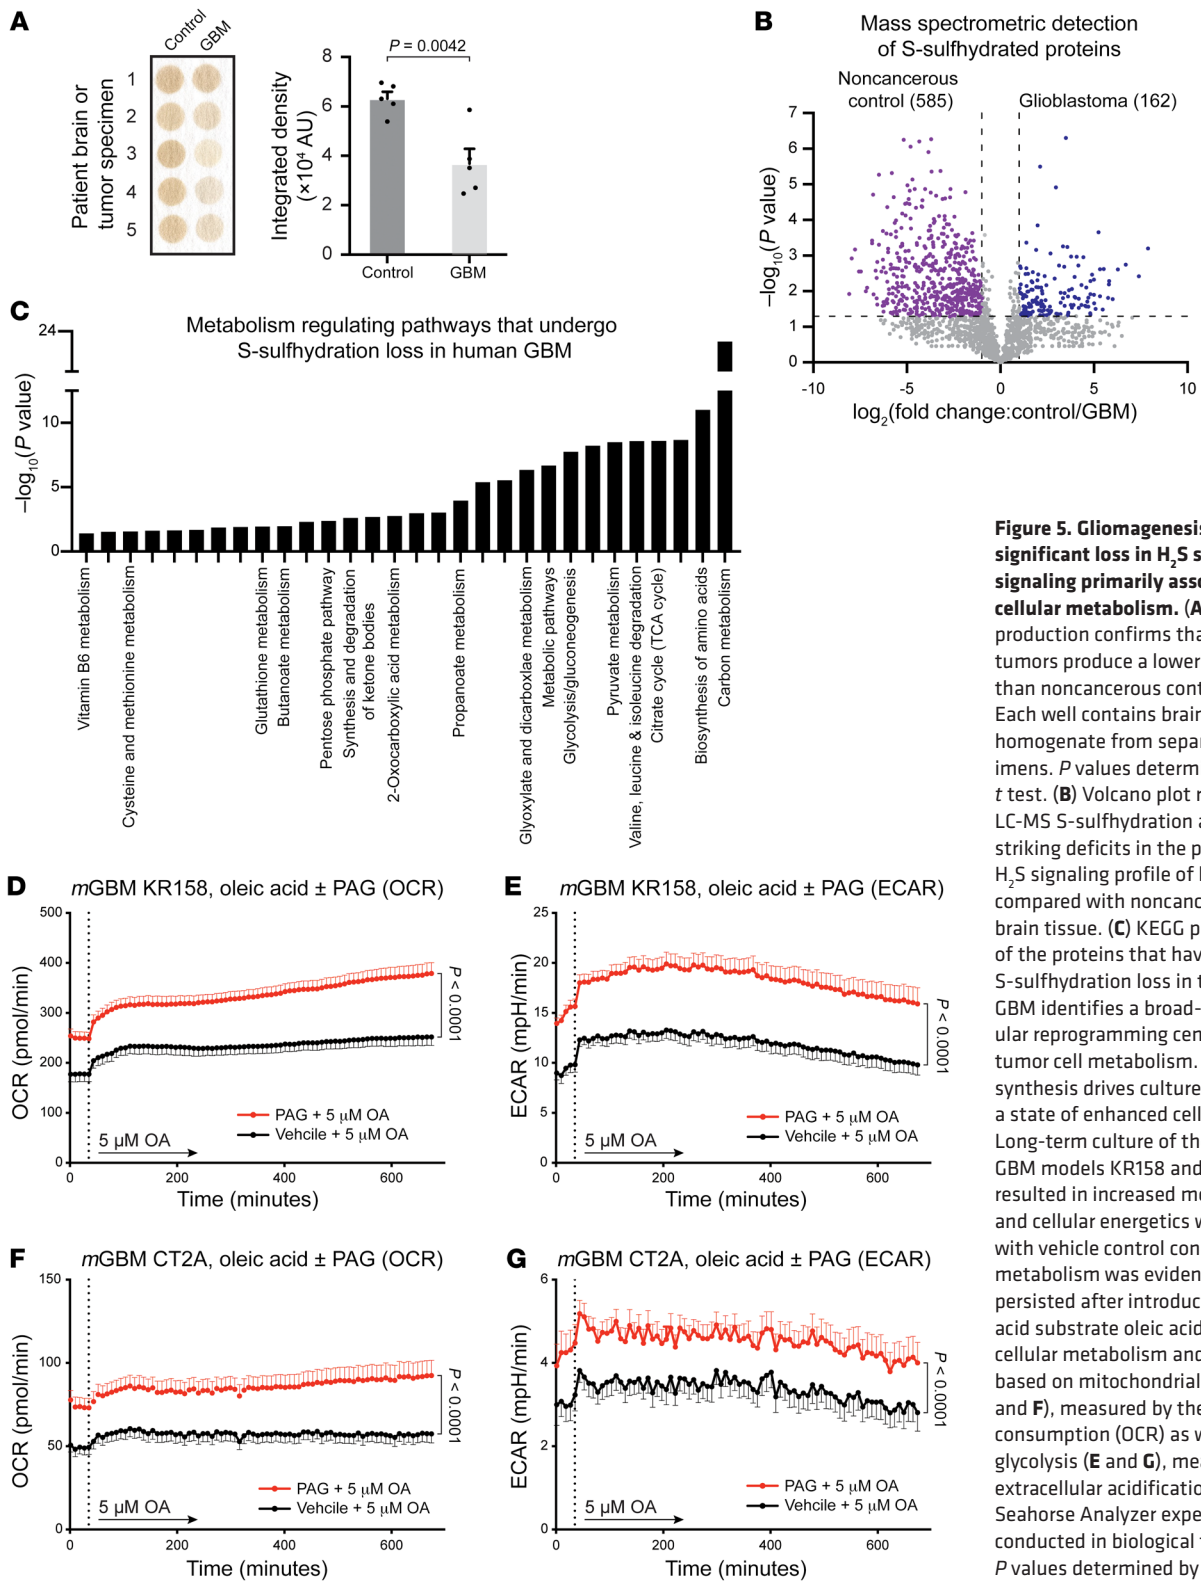 A
Control
GBM
Patient brain or
tumor specimen
1
2
3
4
5
P = 0.0042
Integrated density
(×10⁴ AU)
8
6
4
2
0
Control
GBM
B
Mass spectrometric detection
of S-sulfhydrated proteins
Noncancerous
control (585)
Glioblastoma (162)
–log₁₀(P value)
7
6
5
4
3
2
1
0
-10
-5
0
5
10
log₂(fold change:control/GBM)
C
Metabolism regulating pathways that undergo
S-sulfhydration loss in human GBM
–log₁₀(P value)
24
10
5
0
Vitamin B6 metabolism
Cysteine and methionine metabolism
Glutathione metabolism
Butanoate metabolism
Pentose phosphate pathway
Synthesis and degradation
of ketone bodies
2-Oxocarboxylic acid metabolism
Propanoate metabolism
Glyoxylate and dicarboxlae metabolism
Metabolic pathways
Glycolysis/gluconeogenesis
Pyruvate metabolism
Valine, leucine & isoleucine degradation
Citrate cycle (TCA cycle)
Biosynthesis of amino acids
Carbon metabolism
Figure 5. Gliomagenesis
significant loss in H₂S s
signaling primarily asso
cellular metabolism. (A
production confirms tha
tumors produce a lower
than noncancerous cont
Each well contains brain
homogenate from separ
imens. P values determ
t test. (B) Volcano plot r
LC-MS S-sulfhydration a
striking deficits in the p
H₂S signaling profile of l
compared with noncanc
brain tissue. (C) KEGG p
of the proteins that hav
S-sulfhydration loss in t
GBM identifies a broad-
ular reprogramming cen
tumor cell metabolism.
synthesis drives culture
a state of enhanced cell
Long-term culture of th
GBM models KR158 and
resulted in increased me
and cellular energetics w
with vehicle control con
metabolism was eviden
persisted after introduc
acid substrate oleic acid
cellular metabolism and
based on mitochondrial
and F), measured by the
consumption (OCR) as w
glycolysis (E and G), mea
extracellular acidification
Seahorse Analyzer expe
conducted in biological t
P values determined by
D
mGBM KR158, oleic acid ± PAG (OCR)
OCR (pmol/min)
500
400
300
200
100
0
P < 0.0001
PAG + 5 µM OA
Vehcile + 5 µM OA
5 µM OA
0
200
400
600
Time (minutes)
E
mGBM KR158, oleic acid ± PAG (ECAR)
ECAR (mpH/min)
25
20
15
10
5
0
P < 0.0001
PAG + 5 µM OA
Vehcile + 5 µM OA
5 µM OA
0
200
400
600
Time (minutes)
F
mGBM CT2A, oleic acid ± PAG (OCR)
OCR (pmol/min)
150
100
50
0
P < 0.0001
PAG + 5 µM OA
Vehcile + 5 µM OA
5 µM OA
0
200
400
600
Time (minutes)
G
mGBM CT2A, oleic acid ± PAG (ECAR)
ECAR (mpH/min)
6
4
2
0
P < 0.0001
PAG + 5 µM OA
Vehcile + 5 µM OA
5 µM OA
0
200
400
600
Time (minutes)